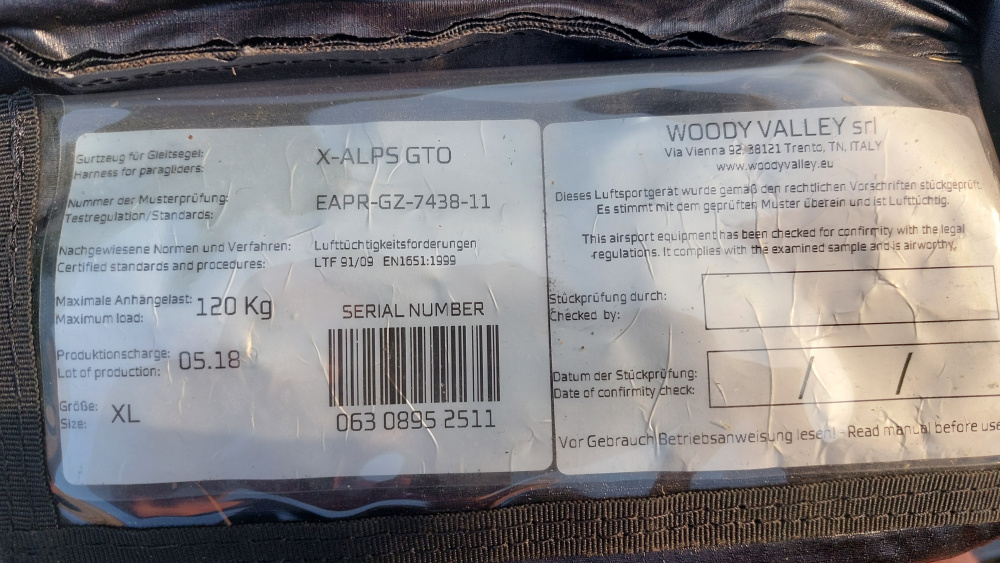 Gurtzeug für Gleitsegel:
Harness for paragliders:
X-ALPS GTO
Nummer der Musterprüfung:
Testregulation/Standards:
EAPR-GZ-7438-11
Nachgewiesene Normen und Verfahren:
Certified standards and procedures:
Lufttüchtigkeitsforderungen
LTF 91/09 EN1651:1999
Maximale Anhängelast:
Maximum load:
120 Kg
Produktionscharge:
Lot of production:
05.18
Größe:
Size:
XL
SERIAL NUMBER
063 0895 2511
WOODY VALLEY srl
Via Vienna 92, 38121 Trento, TN, ITALY
www.woodyvalley.eu
Dieses Luftsportgerät wurde gemäß den rechtlichen Vorschriften stückgeprüft.
Es stimmt mit dem geprüften Muster überein und ist Lufttüchtig.
This airsport equipment has been checked for confirmity with the legal
regulations. It complies with the examined sample and is airworthy.
Stückprüfung durch:
Checked by:
Datum der Stückprüfung:
Date of confirmity check:
/ /
Vor Gebrauch Betriebsanweisung lesen! - Read manual before use